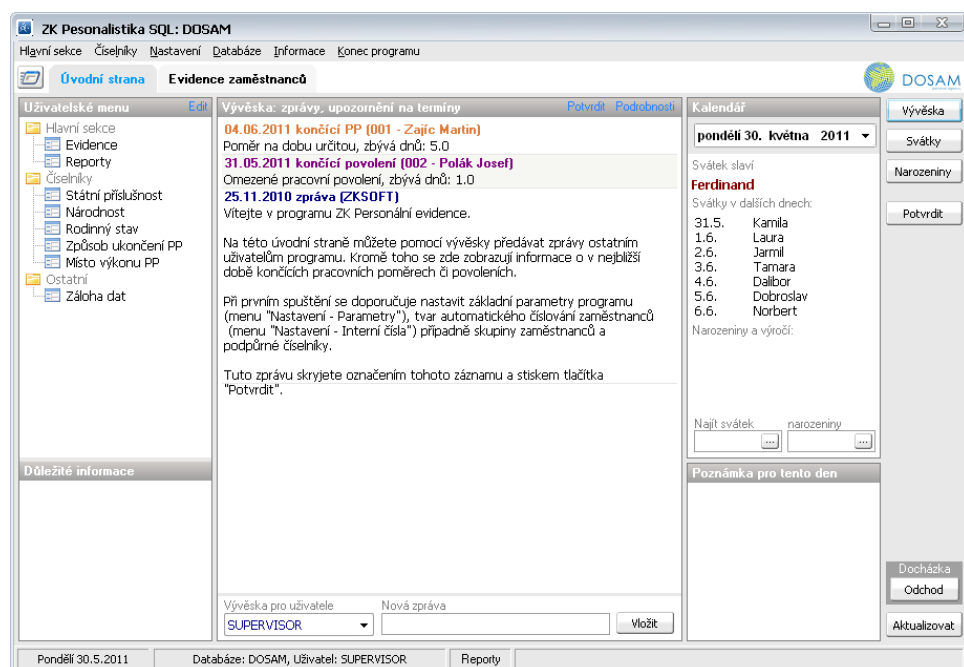 ZK Pesonalistika SQL: DOSAM
Hlavní sekce Číselníky Nastavení Databáze Informace Konec programu
Úvodní strana Evidence zaměstnanců
DOSAM
Uživatelské menu Edit
Hlavní sekce
Evidence
Reporty
Číselníky
Státní příslušnost
Národnost
Rodinný stav
Způsob ukončení PP
Místo výkonu PP
Ostatní
Záloha dat
Důležité informace
Vývěska: zprávy, upozornění na termíny Potvrdit Podrobnosti
04.06.2011 končící PP (001 - Zajíc Martin)
Poměr na dobu určitou, zbývá dnů: 5.0
31.05.2011 končící povolení (002 - Polák Josef)
Omezené pracovní povolení, zbývá dnů: 1.0
25.11.2010 zpráva (ZKSOFT)
Vítejte v programu ZK Personální evidence.
Na této úvodní straně můžete pomocí vývěsky předávat zprávy ostatním
uživatelům programu. Kromě toho se zde zobrazují informace o v nejbližší
době končících pracovních poměrech či povoleních.
Při prvním spuštění se doporučuje nastavit základní parametry programu
(menu "Nastavení - Parametry"), tvar automatického číslování zaměstnanců
(menu "Nastavení - Interní čísla") případně skupiny zaměstnanců a
podpůrné číselníky.
Tuto zprávu skryjete označením tohoto záznamu a stiskem tlačítka
"Potvrdit".
Vývěska pro uživatele Nová zpráva
SUPERVISOR Vložit
Kalendář
pondělí 30. května 2011
Svátek slaví
Ferdinand
Svátky v dalších dnech:
31.5. Kamila
1.6. Laura
2.6. Jarmil
3.6. Tamara
4.6. Dalibor
5.6. Dobroslav
6.6. Norbert
Narozeniny a výročí:
Najít svátek narozeniny
... ...
Poznámka pro tento den
Vývěska
Svátky
Narozeniny
Potvrdit
Docházka
Odchod
Aktualizovat
Pondělí 30.5.2011 Databáze: DOSAM, Uživatel: SUPERVISOR Reporty